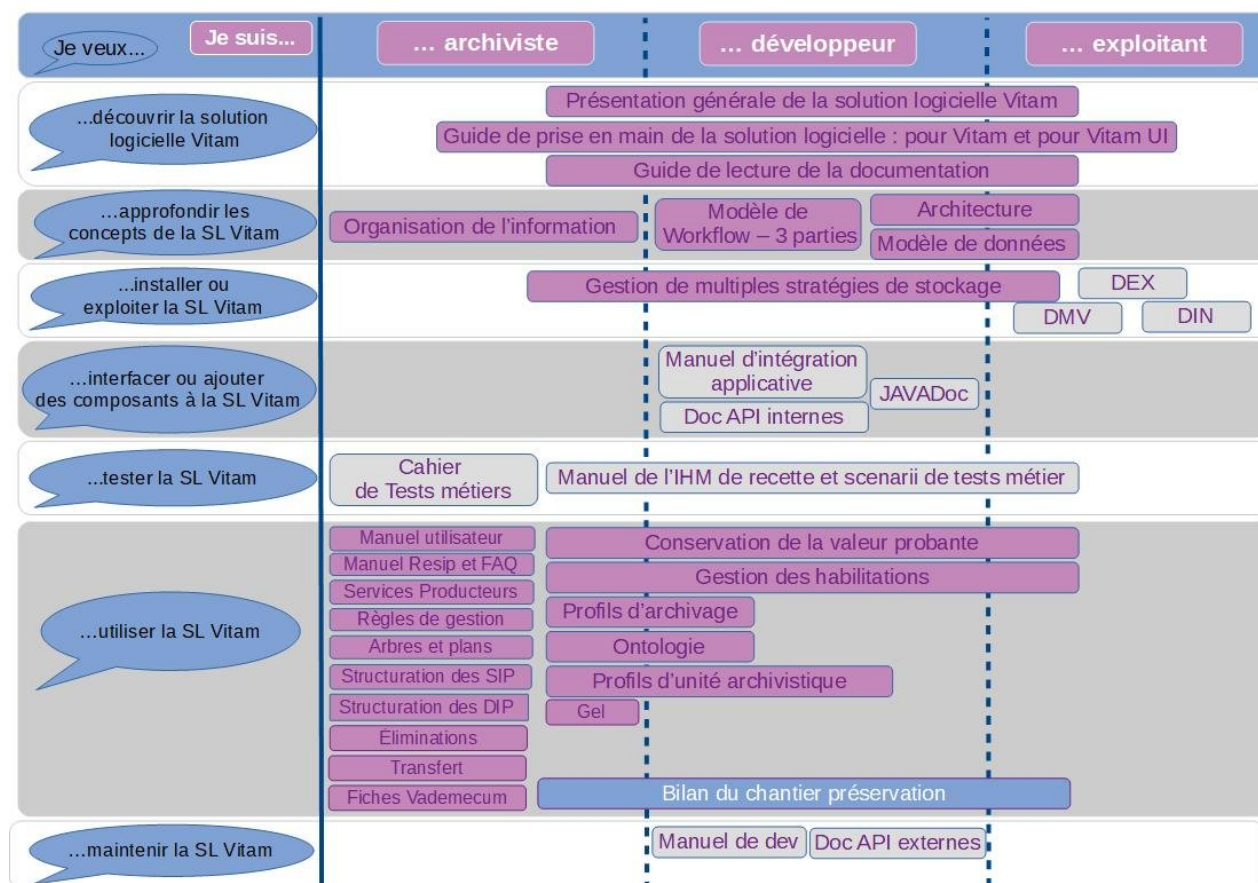 Je veux...
Je suis...
... archiviste
... développeur
... exploitant
...découvrir la solution
logicielle Vitam
Présentation générale de la solution logicielle Vitam
Guide de prise en main de la solution logicielle : pour Vitam et pour Vitam UI
Guide de lecture de la documentation
...approfondir les
concepts de la SL Vitam
Organisation de l'information
Modèle de
Workflow – 3 parties
Architecture
Modèle de données
...installer ou
exploiter la SL Vitam
Gestion de multiples stratégies de stockage
DEX
DMV
DIN
...interfacer ou ajouter
des composants à la SL Vitam
Manuel d'intégration
applicative
JAVADoc
Doc API internes
...tester la SL Vitam
Cahier
de Tests métiers
Manuel de l'IHM de recette et scenarii de tests métier
...utiliser la SL Vitam
Manuel utilisateur
Manuel Resip et FAQ
Services Producteurs
Règles de gestion
Arbres et plans
Structuration des SIP
Structuration des DIP
Éliminations
Transfert
Fiches Vademecum
Conservation de la valeur probante
Gestion des habilitations
Profils d'archivage
Ontologie
Profils d'unité archivistique
Gel
Bilan du chantier préservation
...maintenir la SL Vitam
Manuel de dev
Doc API externes